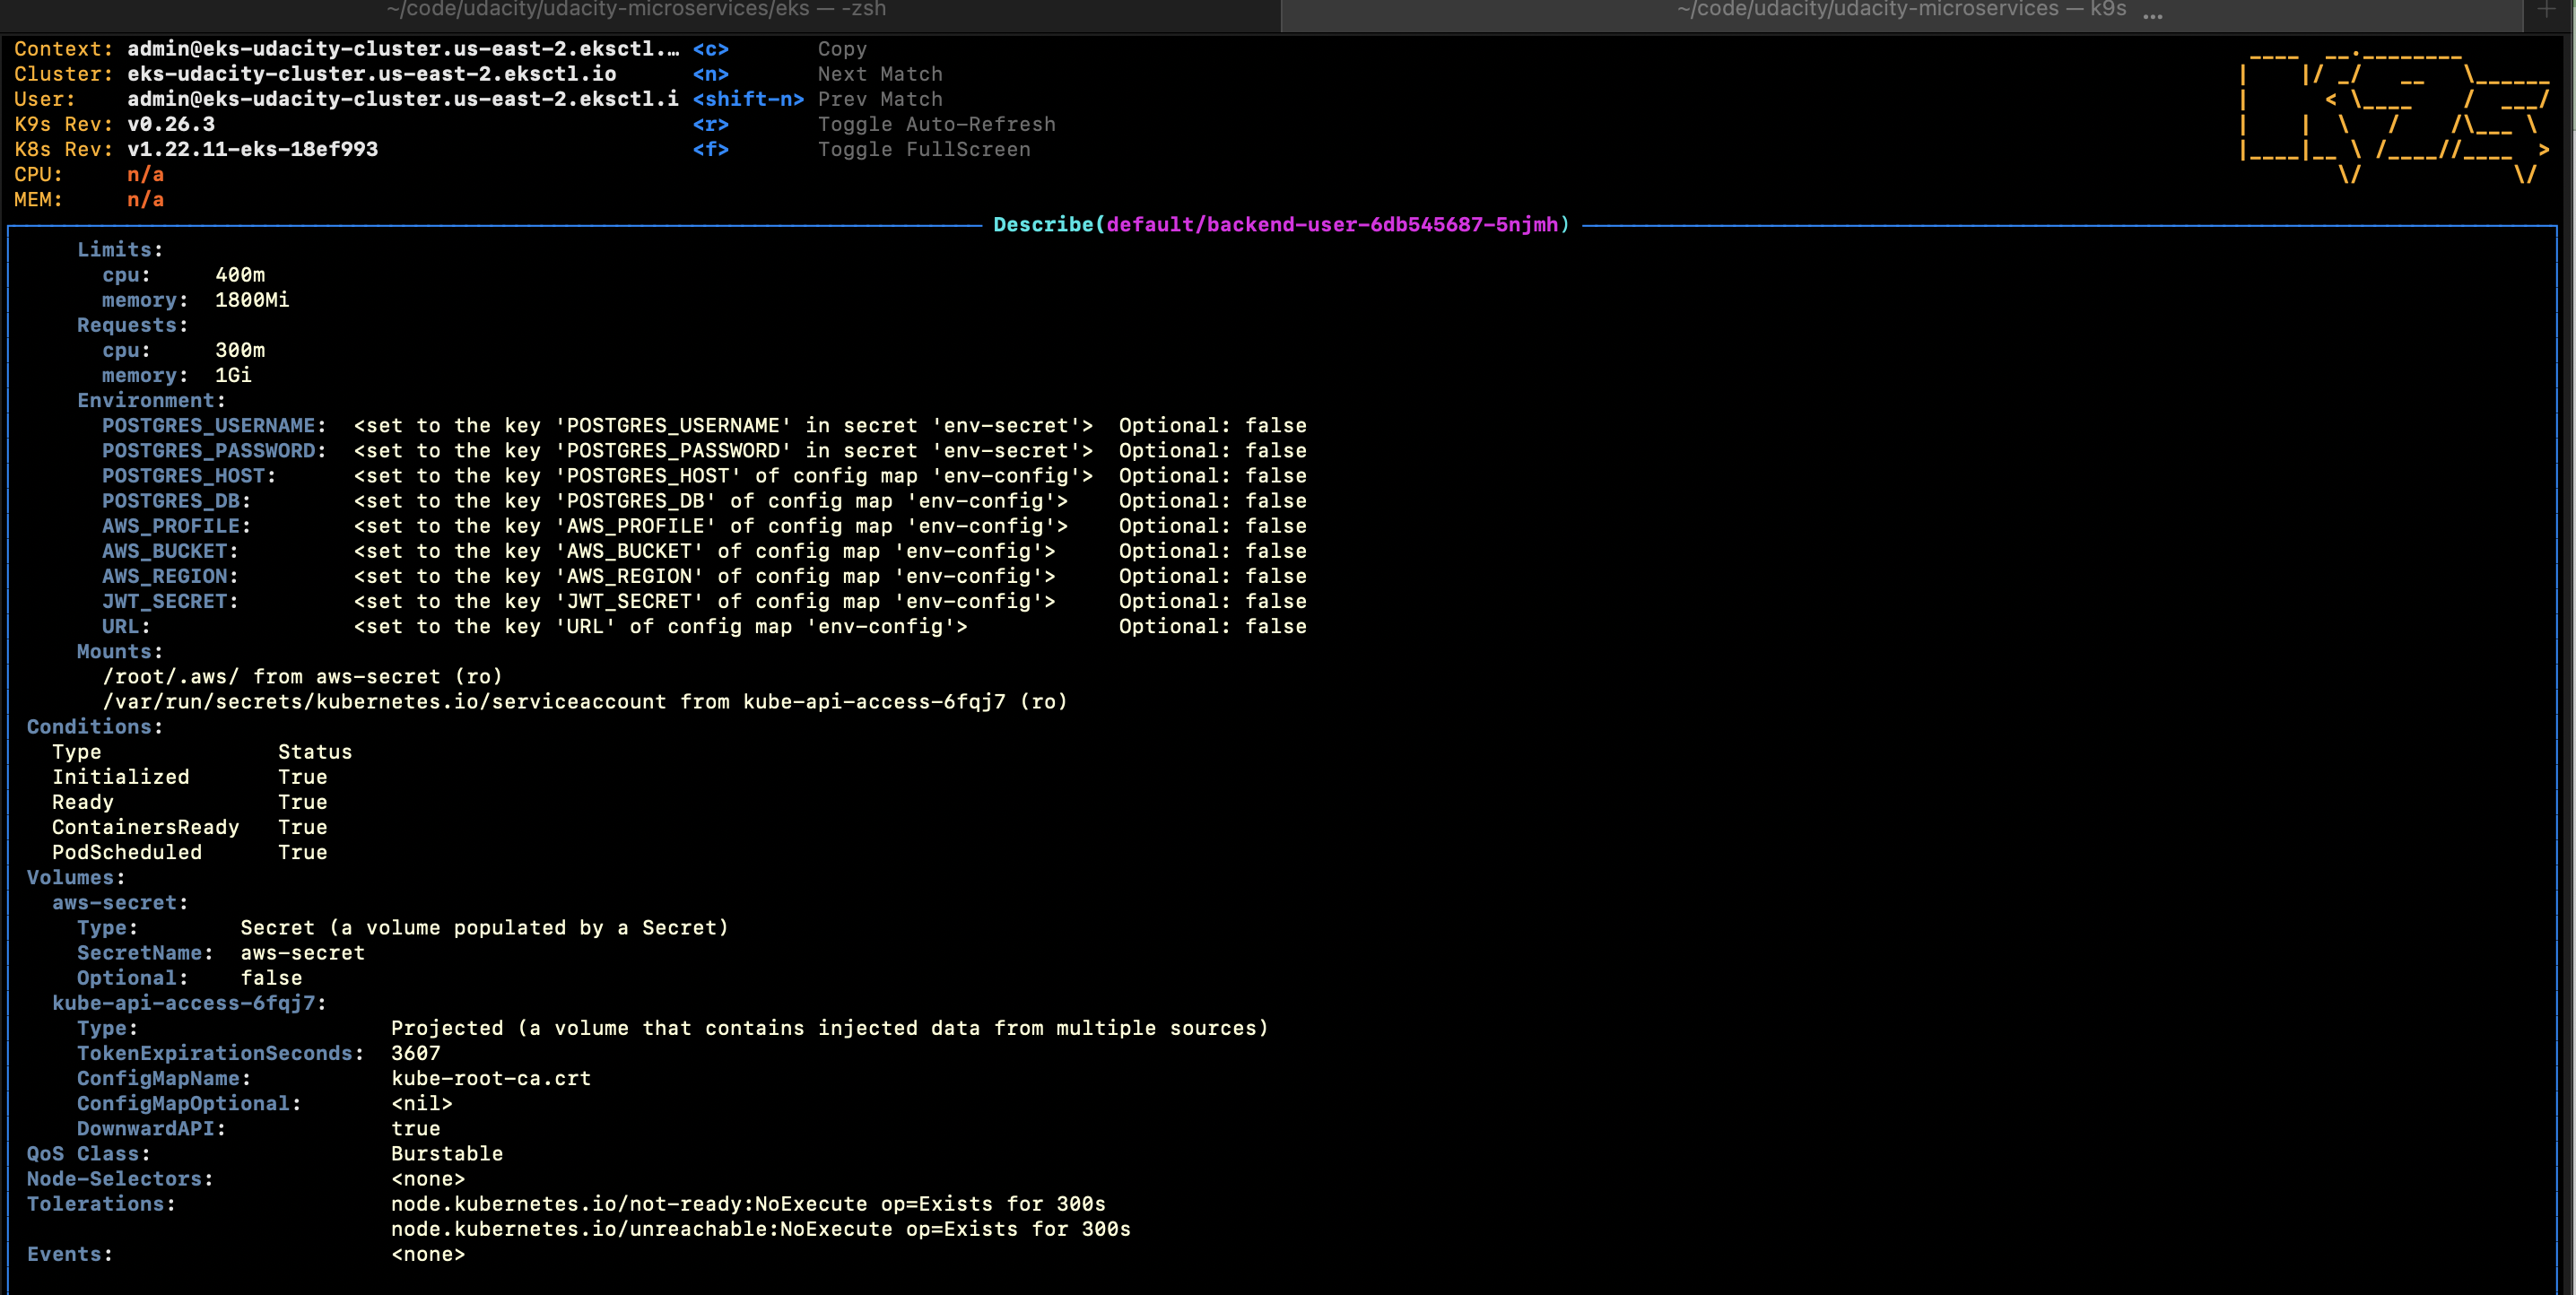 ~/code/udacity/udacity-microservices/eks — -zsh
~/code/udacity/udacity-microservices — k9s ... +
Context: admin@eks-udacity-cluster.us-east-2.eksctl.… <c> Copy
Cluster: eks-udacity-cluster.us-east-2.eksctl.io <n> Next Match
User: admin@eks-udacity-cluster.us-east-2.eksctl.i <shift-n> Prev Match
K9s Rev: v0.26.3 <r> Toggle Auto-Refresh
K8s Rev: v1.22.11-eks-18ef993 <f> Toggle FullScreen
CPU: n/a
MEM: n/a
K9s
Describe(default/backend-user-6db545687-5njmh)
Limits:
cpu: 400m
memory: 1800Mi
Requests:
cpu: 300m
memory: 1Gi
Environment:
POSTGRES_USERNAME: <set to the key 'POSTGRES_USERNAME' in secret 'env-secret'> Optional: false
POSTGRES_PASSWORD: <set to the key 'POSTGRES_PASSWORD' in secret 'env-secret'> Optional: false
POSTGRES_HOST: <set to the key 'POSTGRES_HOST' of config map 'env-config'> Optional: false
POSTGRES_DB: <set to the key 'POSTGRES_DB' of config map 'env-config'> Optional: false
AWS_PROFILE: <set to the key 'AWS_PROFILE' of config map 'env-config'> Optional: false
AWS_BUCKET: <set to the key 'AWS_BUCKET' of config map 'env-config'> Optional: false
AWS_REGION: <set to the key 'AWS_REGION' of config map 'env-config'> Optional: false
JWT_SECRET: <set to the key 'JWT_SECRET' of config map 'env-config'> Optional: false
URL: <set to the key 'URL' of config map 'env-config'> Optional: false
Mounts:
/root/.aws/ from aws-secret (ro)
/var/run/secrets/kubernetes.io/serviceaccount from kube-api-access-6fqj7 (ro)
Conditions:
Type Status
Initialized True
Ready True
ContainersReady True
PodScheduled True
Volumes:
aws-secret:
Type: Secret (a volume populated by a Secret)
SecretName: aws-secret
Optional: false
kube-api-access-6fqj7:
Type: Projected (a volume that contains injected data from multiple sources)
TokenExpirationSeconds: 3607
ConfigMapName: kube-root-ca.crt
ConfigMapOptional: <nil>
DownwardAPI: true
QoS Class: Burstable
Node-Selectors: <none>
Tolerations: node.kubernetes.io/not-ready:NoExecute op=Exists for 300s
node.kubernetes.io/unreachable:NoExecute op=Exists for 300s
Events: <none>